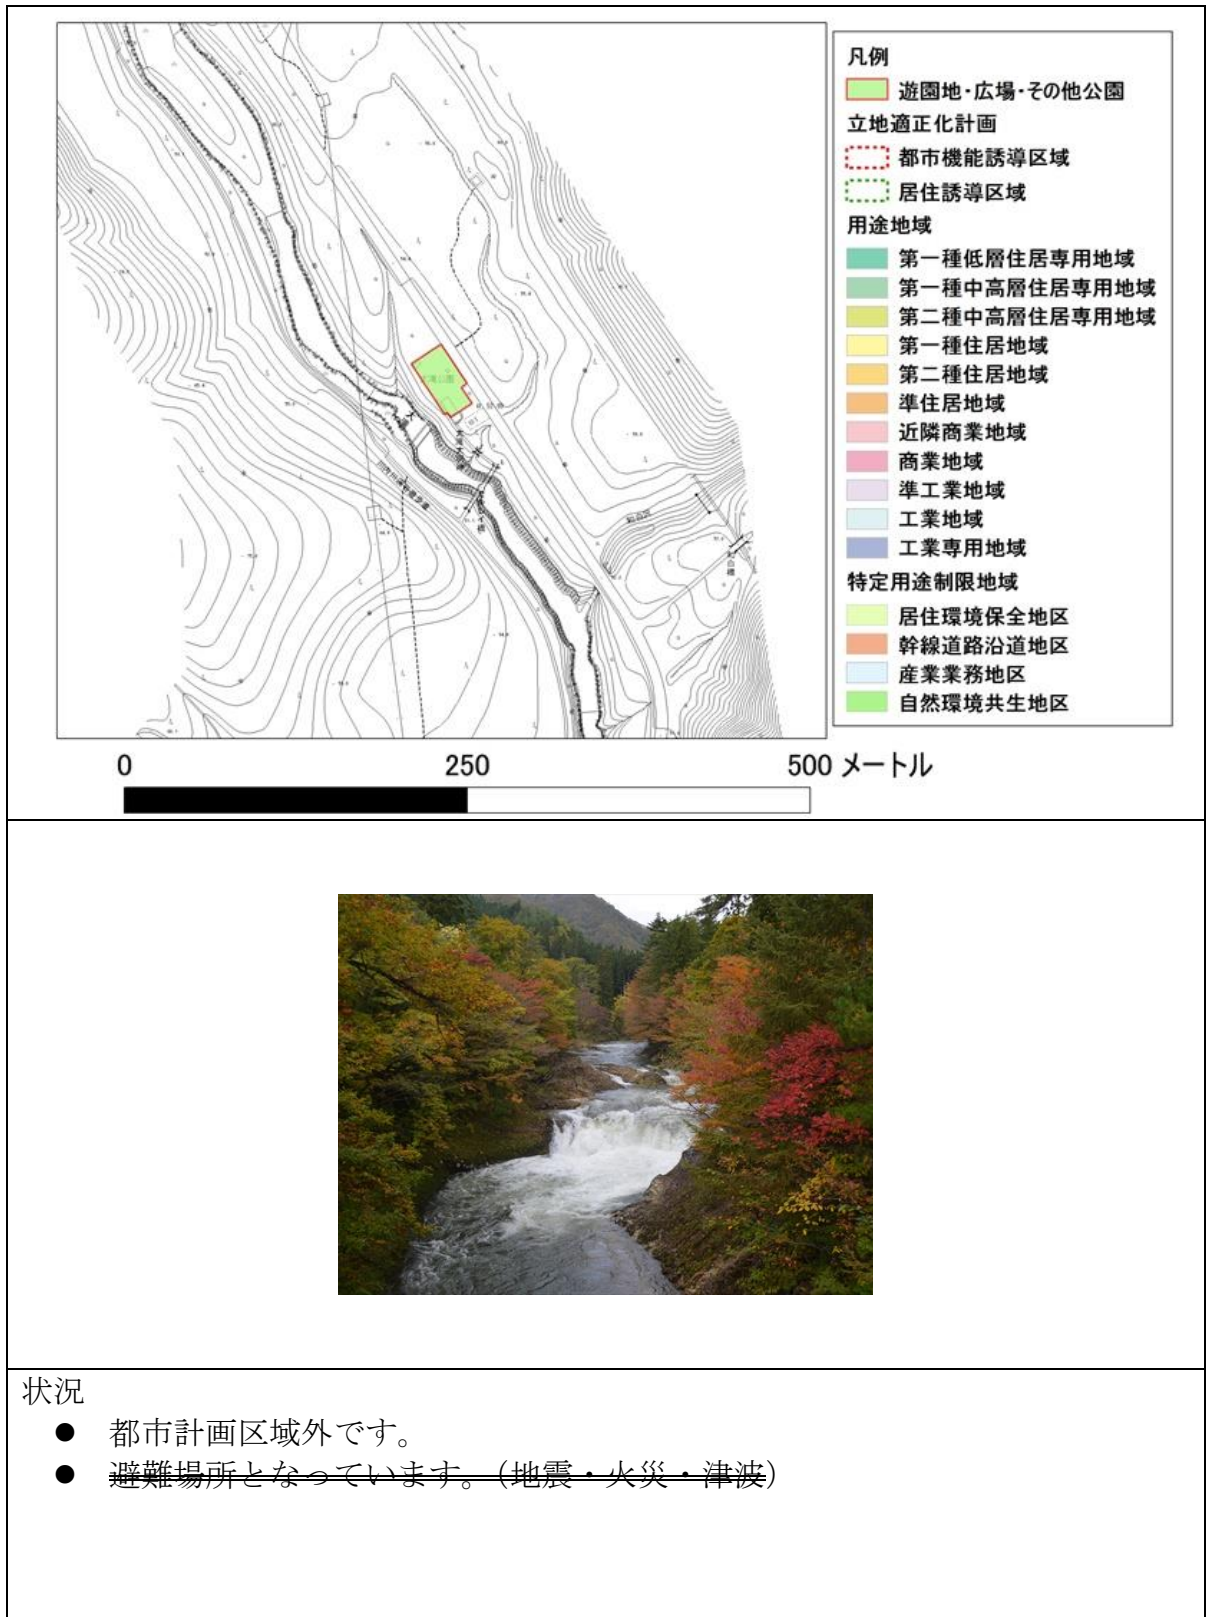 凡例
遊園地・広場・その他公園
立地適正化計画
都市機能誘導区域
居住誘導区域
用途地域
第一種低層住居専用地域
第一種中高層住居専用地域
第二種中高層住居専用地域
第一種住居地域
第二種住居地域
準住居地域
近隣商業地域
商業地域
準工業地域
工業地域
工業専用地域
特定用途制限地域
居住環境保全地区
幹線道路沿道地区
産業業務地区
自然環境共生地区
0 250 500 メートル
状況
● 都市計画区域外です。
● 避難場所となっています。(地震・火災・津波)